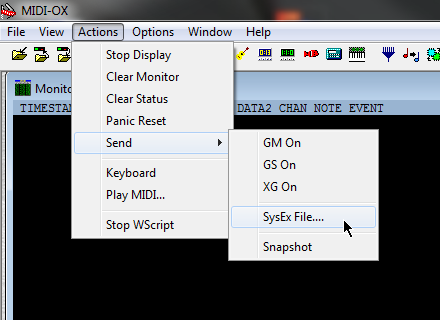 MIDI-OX
File View Actions Options Window Help
Stop Display
Clear Monitor
Clear Status
Panic Reset
Send
Keyboard
Play MIDI...
Stop WScript
GM On
GS On
XG On
SysEx File....
Snapshot
Monito
TIMESTAN DATA2 CHAN NOTE EVENT